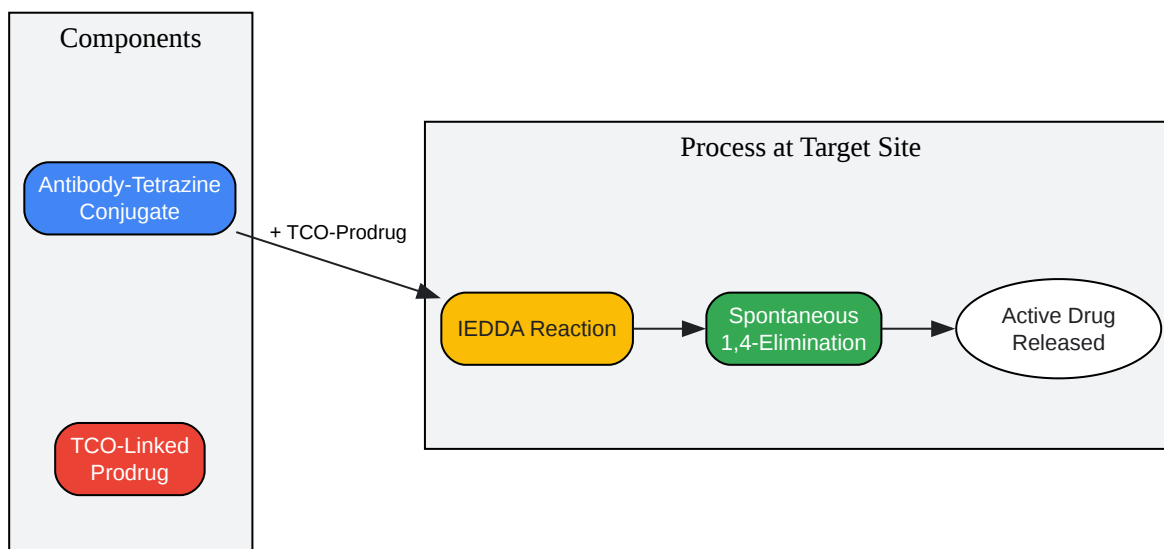 Components
Antibody-Tetrazine
Conjugate
+ TCO-Prodrug
TCO-Linked
Prodrug
Process at Target Site
IEDDA Reaction
Spontaneous
1,4-Elimination
Active Drug
Released